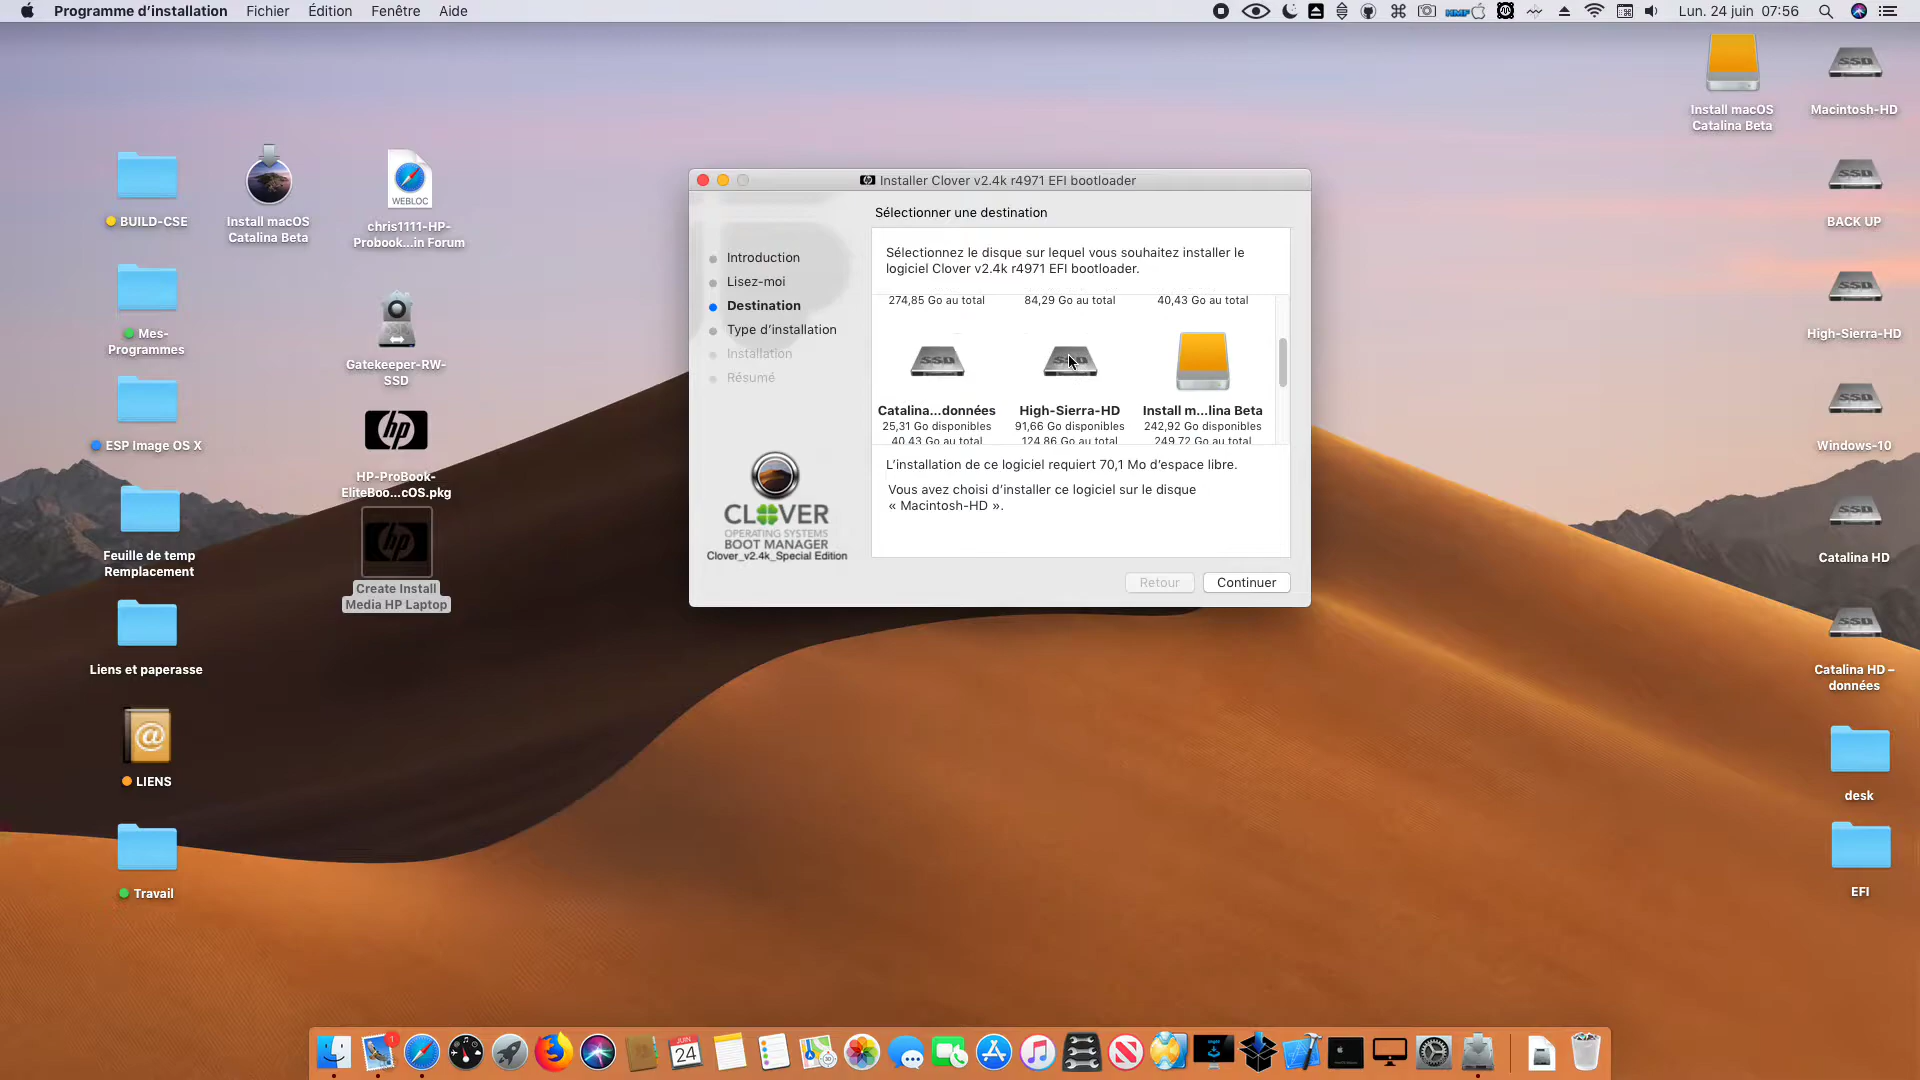 Programme d’installation Fichier Édition Fenêtre Aide
HMF
Lun. 24 juin 07:56
Install macOS
Catalina Beta
Macintosh-HD
BACK UP
High-Sierra-HD
Windows-10
Catalina HD
Catalina HD –
données
desk
EFI
BUILD-CSE
Install macOS
Catalina Beta
WEBLOC
chris1111-HP-
Probook...in Forum
Mes-
Programmes
Gatekeeper-RW-
SSD
ESP Image OS X
HP-ProBook-
EliteBoo...cOS.pkg
Feuille de temp
Remplacement
Create Install
Media HP Laptop
Liens et paperasse
LIENS
Travail
Installer Clover v2.4k r4971 EFI bootloader
Sélectionner une destination
Introduction
Lisez-moi
Destination
Type d’installation
Installation
Résumé
Sélectionnez le disque sur lequel vous souhaitez installer le
logiciel Clover v2.4k r4971 EFI bootloader.
274,85 Go au total 84,29 Go au total 40,43 Go au total
Catalina...données High-Sierra-HD Install m...lina Beta
25,31 Go disponibles 91,66 Go disponibles 242,92 Go disponibles
40,43 Go au total 124,86 Go au total 249,72 Go au total
L’installation de ce logiciel requiert 70,1 Mo d’espace libre.
Vous avez choisi d’installer ce logiciel sur le disque
« Macintosh-HD ».
CLOVER
OPERATING SYSTEMS
BOOT MANAGER
Clover_v2.4k_Special Edition
Retour Continuer
JUIN
24
1